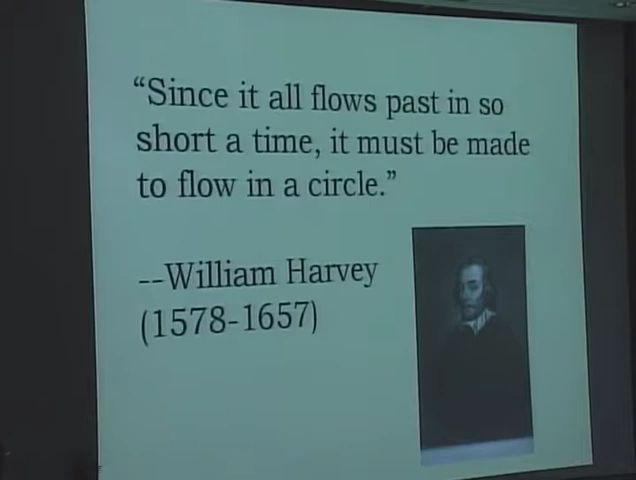 “Since it all flows past in so
short a time, it must be made
to flow in a circle.”
--William Harvey
(1578-1657)